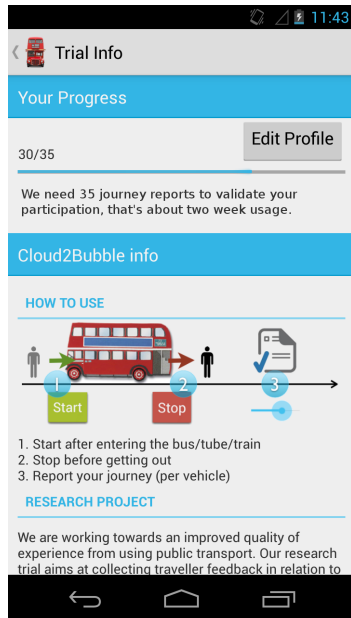 11:43
Trial Info
Your Progress
Edit Profile
30/35
We need 35 journey reports to validate your
participation, that's about two week usage.
Cloud2Bubble info
HOW TO USE
1
2
3
Start
Stop
1. Start after entering the bus/tube/train
2. Stop before getting out
3. Report your journey (per vehicle)
RESEARCH PROJECT
We are working towards an improved quality of
experience from using public transport. Our research
trial aims at collecting traveller feedback in relation to